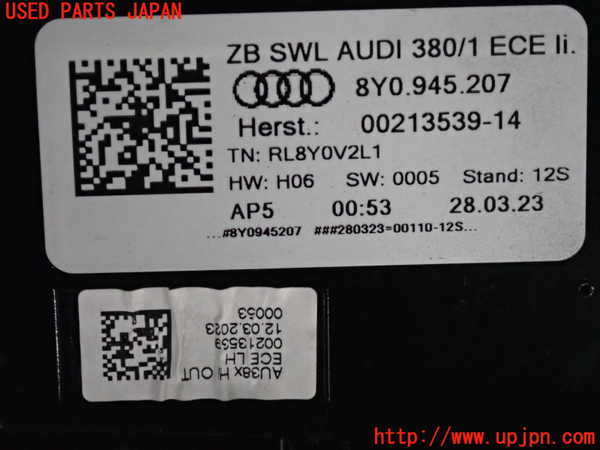 USED PARTS JAPAN
ZB SWL AUDI 380/1 ECE li.
8Y0.945.207
Herst.: 00213539-14
TN: RL8Y0V2L1
HW: H06 SW: 0005 Stand: 12S
AP5 00:53 28.03.23
...#8Y0945207 ###280323=00110-12S...
AU38x H OUT
ECE LH
00213539
12.03.2023
00053
http://www.upjpn.com/